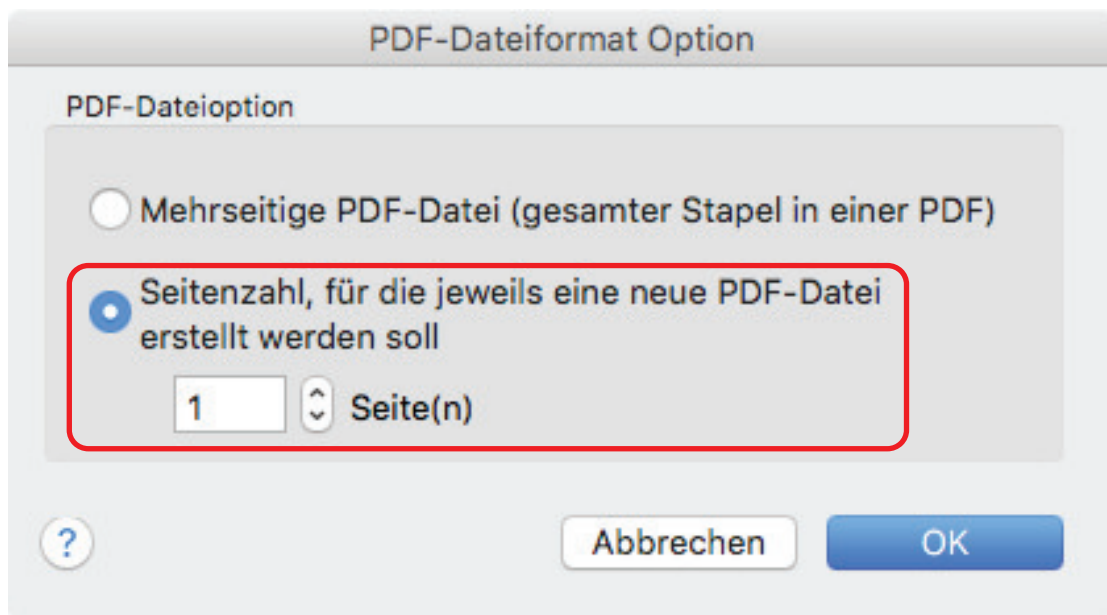 PDF-Dateiformat Option
PDF-Dateioption
Mehrseitige PDF-Datei (gesamter Stapel in einer PDF)
Seitenzahl, für die jeweils eine neue PDF-Datei
erstellt werden soll
1 Seite(n)
? Abbrechen OK